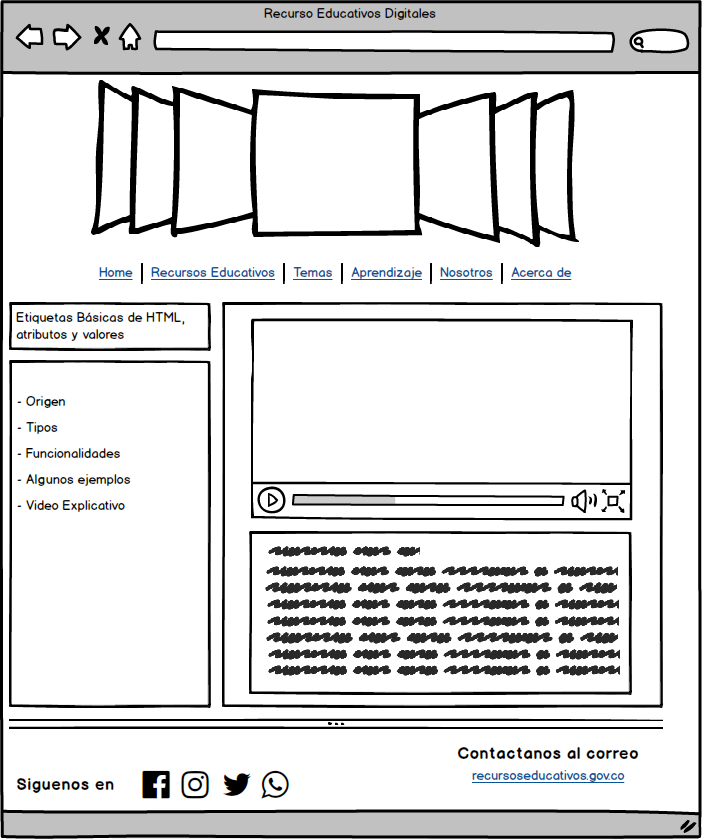 Recurso Educativos Digitales
Home | Recursos Educativos | Temas | Aprendizaje | Nosotros | Acerca de
Etiquetas Básicas de HTML,
atributos y valores
- Origen
- Tipos
- Funcionalidades
- Algunos ejemplos
- Video Explicativo
Contactanos al correo
recursoseducativos.gov.co
Siguenos en